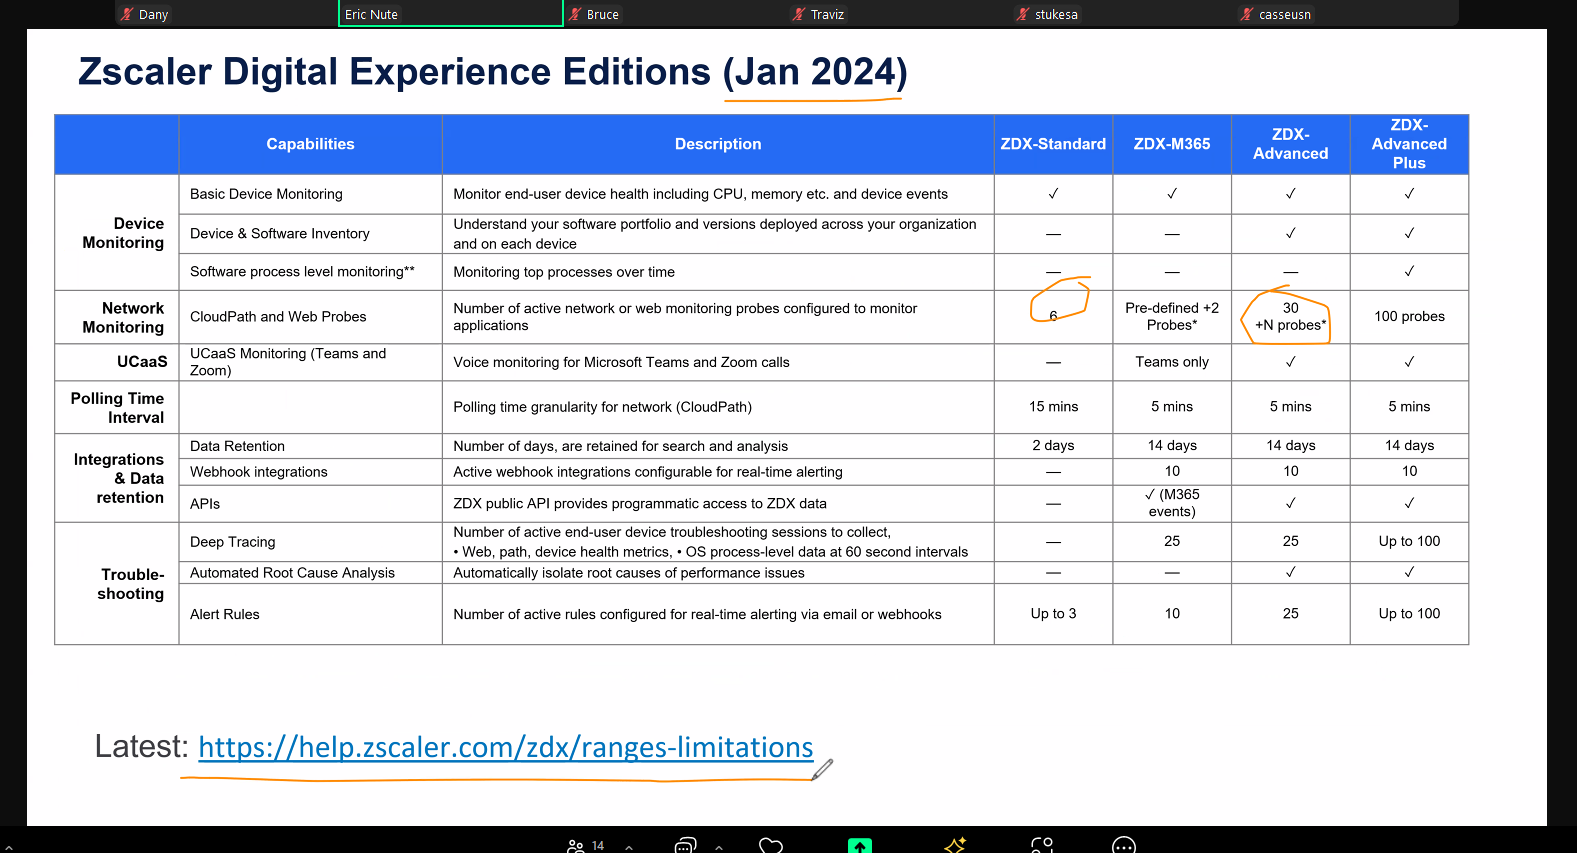 Dany
Eric Nute
Bruce
Traviz
stukesa
casseusn
Zscaler Digital Experience Editions (Jan 2024)
Capabilities
Description
ZDX-Standard
ZDX-M365
ZDX-
Advanced
ZDX-
Advanced
Plus
Device
Monitoring
Basic Device Monitoring
Monitor end-user device health including CPU, memory etc. and device events
✓
✓
✓
✓
Device & Software Inventory
Understand your software portfolio and versions deployed across your organization
and on each device
—
—
✓
✓
Software process level monitoring**
Monitoring top processes over time
—
—
—
✓
Network
Monitoring
CloudPath and Web Probes
Number of active network or web monitoring probes configured to monitor
applications
6
Pre-defined +2
Probes*
30
+N probes*
100 probes
UCaaS
UCaaS Monitoring (Teams and
Zoom)
Voice monitoring for Microsoft Teams and Zoom calls
—
Teams only
✓
✓
Polling Time
Interval
Polling time granularity for network (CloudPath)
15 mins
5 mins
5 mins
5 mins
Integrations
& Data
retention
Data Retention
Number of days, are retained for search and analysis
2 days
14 days
14 days
14 days
Webhook integrations
Active webhook integrations configurable for real-time alerting
—
10
10
10
APIs
ZDX public API provides programmatic access to ZDX data
—
✓ (M365
events)
✓
✓
Trouble-
shooting
Deep Tracing
Number of active end-user device troubleshooting sessions to collect,
• Web, path, device health metrics, • OS process-level data at 60 second intervals
—
25
25
Up to 100
Automated Root Cause Analysis
Automatically isolate root causes of performance issues
—
—
✓
✓
Alert Rules
Number of active rules configured for real-time alerting via email or webhooks
Up to 3
10
25
Up to 100
Latest: https://help.zscaler.com/zdx/ranges-limitations
14